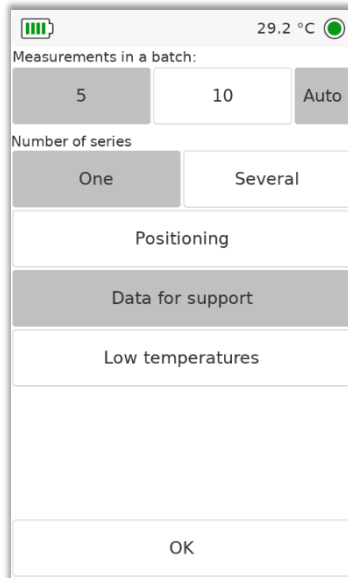 29.2 °C
Measurements in a batch:
5 10 Auto
Number of series
One Several
Positioning
Data for support
Low temperatures
OK